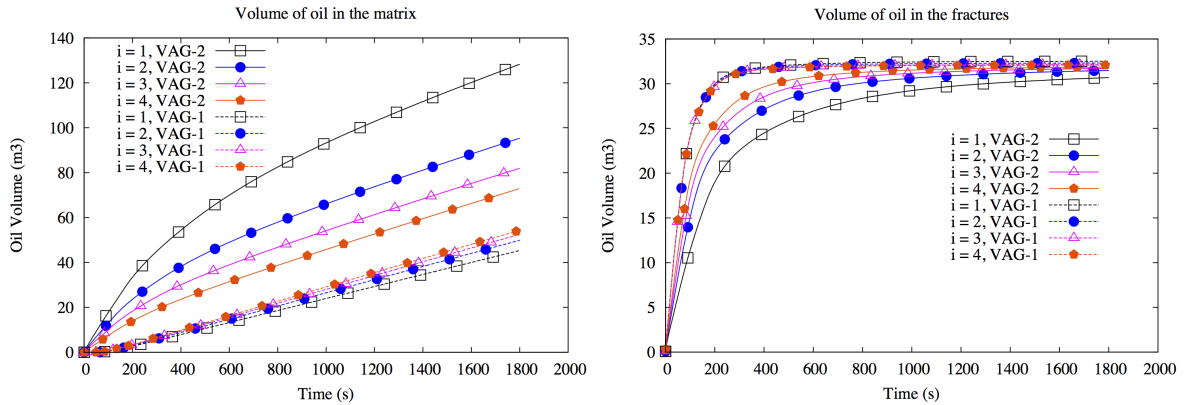 Volume of oil in the matrix
Oil Volume (m3)
140
120
100
80
60
40
20
0
i = 1, VAG-2
i = 2, VAG-2
i = 3, VAG-2
i = 4, VAG-2
i = 1, VAG-1
i = 2, VAG-1
i = 3, VAG-1
i = 4, VAG-1
0 200 400 600 800 1000 1200 1400 1600 1800 2000
Time (s)
Volume of oil in the fractures
Oil Volume (m3)
35
30
25
20
15
10
5
0
i = 1, VAG-2
i = 2, VAG-2
i = 3, VAG-2
i = 4, VAG-2
i = 1, VAG-1
i = 2, VAG-1
i = 3, VAG-1
i = 4, VAG-1
0 200 400 600 800 1000 1200 1400 1600 1800 2000
Time (s)